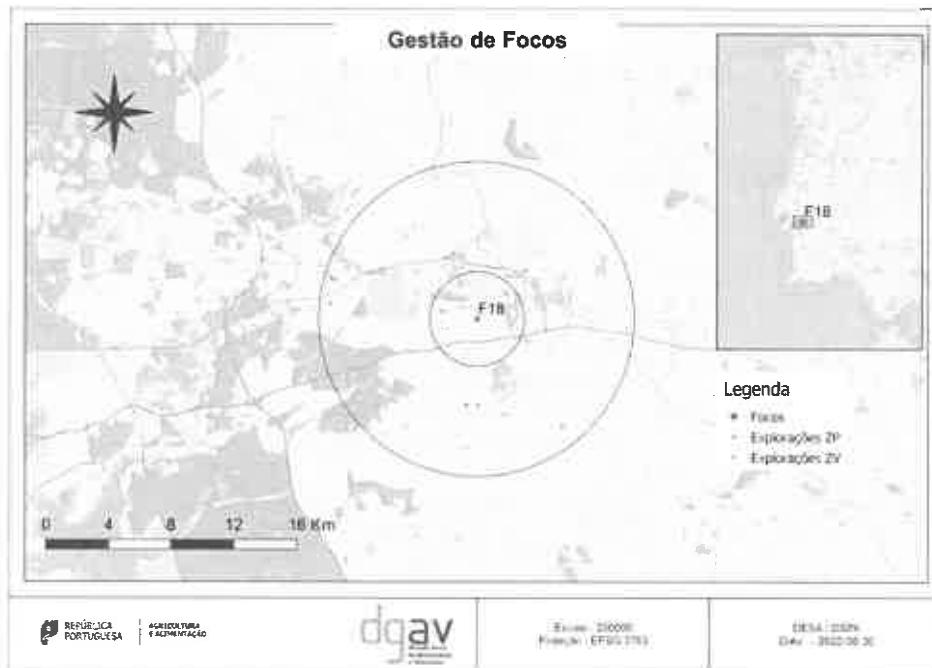 Gestão de Focos
F18
F18
Legenda
Focos
Explorações ZP
Explorações ZV
0 4 8 12 16 Km
REPÚBLICA
PORTUGUESA
AGRICULTURA
E ALIMENTAÇÃO
dgav